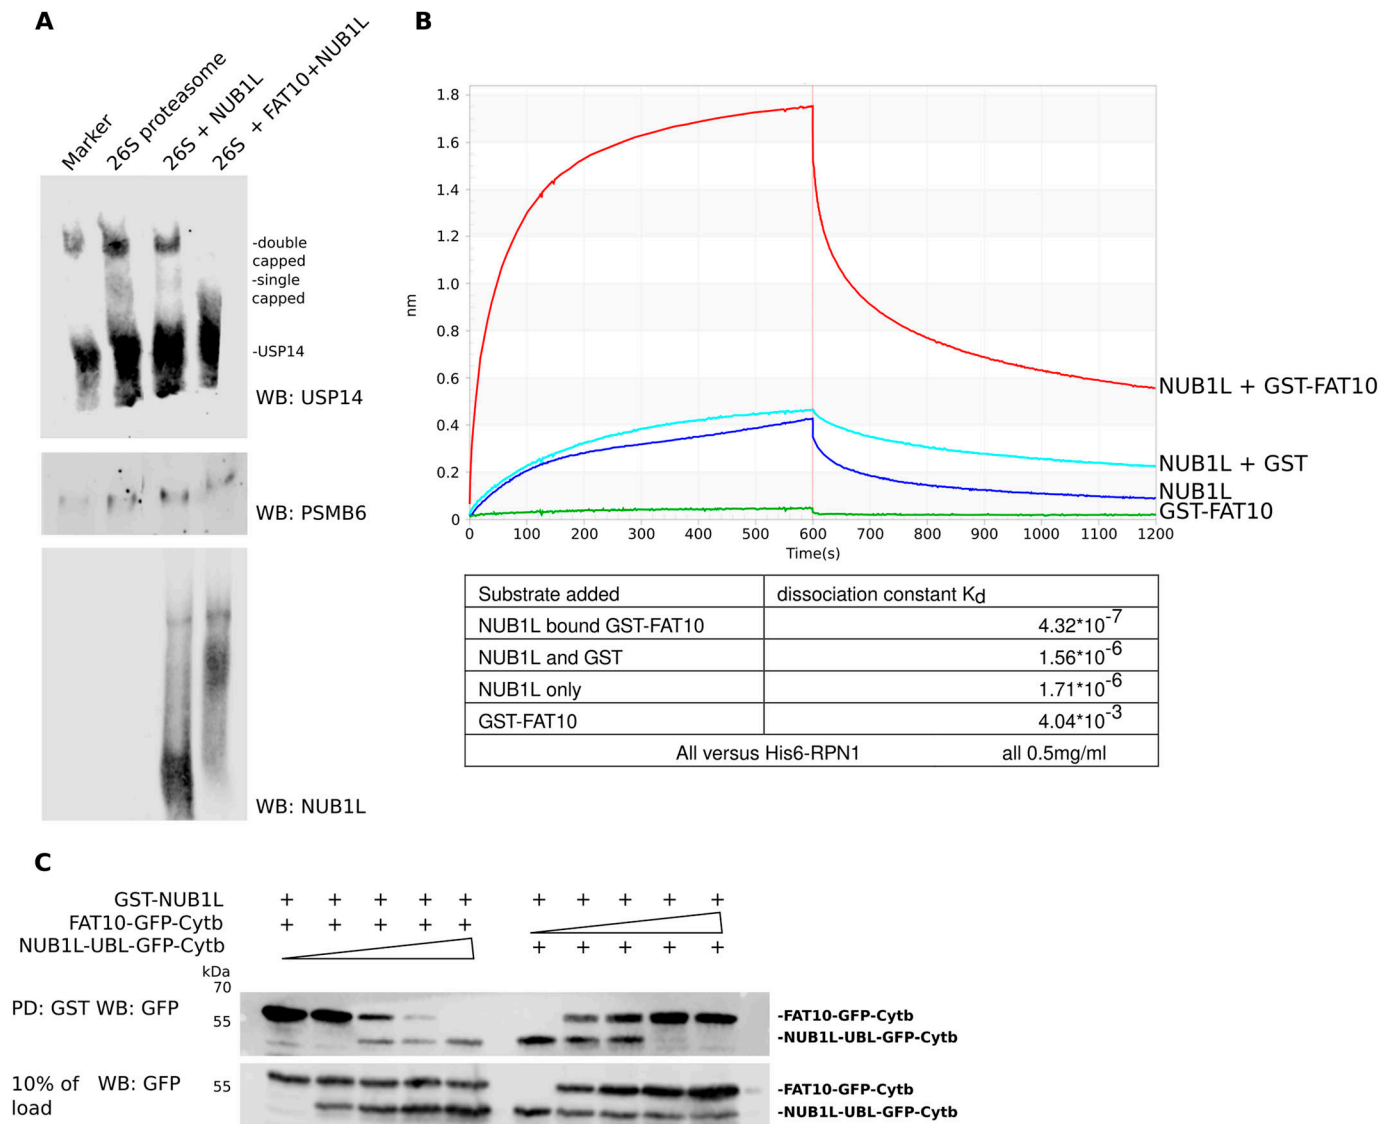 A
Marker
26S proteasome
26S + NUB1L
26S + FAT10+NUB1L
-double
capped
-single
capped
-USP14
WB: USP14
WB: PSMB6
WB: NUB1L
B
1.8
1.6
1.4
1.2
1.0
0.8
0.6
0.4
0.2
0
nm
0 100 200 300 400 500 600 700 800 900 1000 1100 1200
Time(s)
NUB1L + GST-FAT10
NUB1L + GST
NUB1L
GST-FAT10
Substrate added dissociation constant Kd
NUB1L bound GST-FAT10 4.32*10-7
NUB1L and GST 1.56*10-6
NUB1L only 1.71*10-6
GST-FAT10 4.04*10-3
All versus His6-RPN1 all 0.5mg/ml
C
GST-NUB1L + + + + + + + + + +
FAT10-GFP-Cytb + + + + +
NUB1L-UBL-GFP-Cytb + + + + +
kDa
70
PD: GST WB: GFP 55
-FAT10-GFP-Cytb
-NUB1L-UBL-GFP-Cytb
10% of WB: GFP 55
load
-FAT10-GFP-Cytb
-NUB1L-UBL-GFP-Cytb